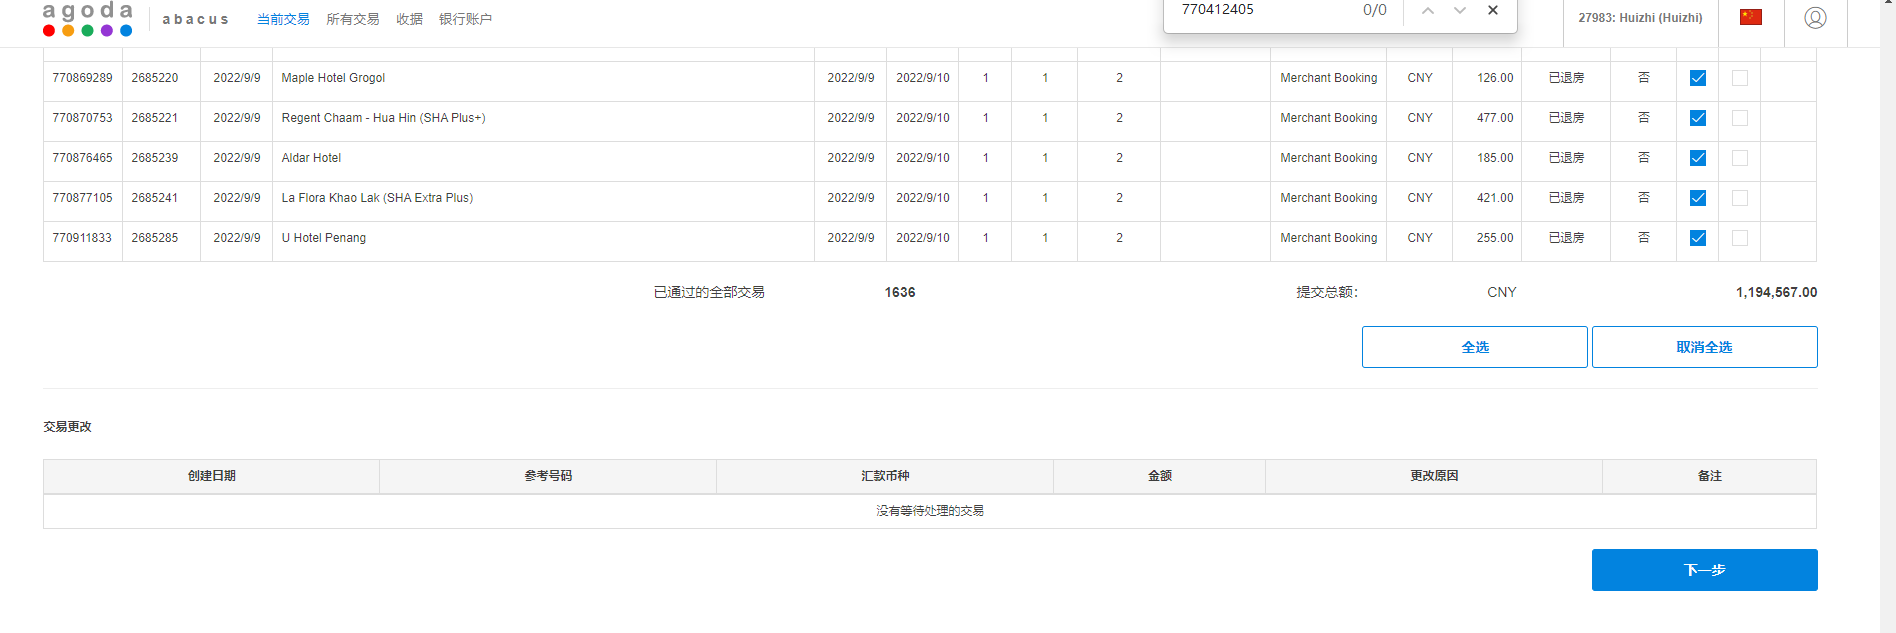 agoda abacus 当前交易 所有交易 收据 银行账户 770412405 0/0 27983: Huizhi (Huizhi)
770869289 2685220 2022/9/9 Maple Hotel Grogol 2022/9/9 2022/9/10 1 1 2 Merchant Booking CNY 126.00 已退房 否
770870753 2685221 2022/9/9 Regent Chaam - Hua Hin (SHA Plus+) 2022/9/9 2022/9/10 1 1 2 Merchant Booking CNY 477.00 已退房 否
770876465 2685239 2022/9/9 Aldar Hotel 2022/9/9 2022/9/10 1 1 2 Merchant Booking CNY 185.00 已退房 否
770877105 2685241 2022/9/9 La Flora Khao Lak (SHA Extra Plus) 2022/9/9 2022/9/10 1 1 2 Merchant Booking CNY 421.00 已退房 否
770911833 2685285 2022/9/9 U Hotel Penang 2022/9/9 2022/9/10 1 1 2 Merchant Booking CNY 255.00 已退房 否
已通过的全部交易 1636 提交总额： CNY 1,194,567.00
全选 取消全选
交易更改
创建日期 参考号码 汇款币种 金额 更改原因 备注
没有等待处理的交易
下一步